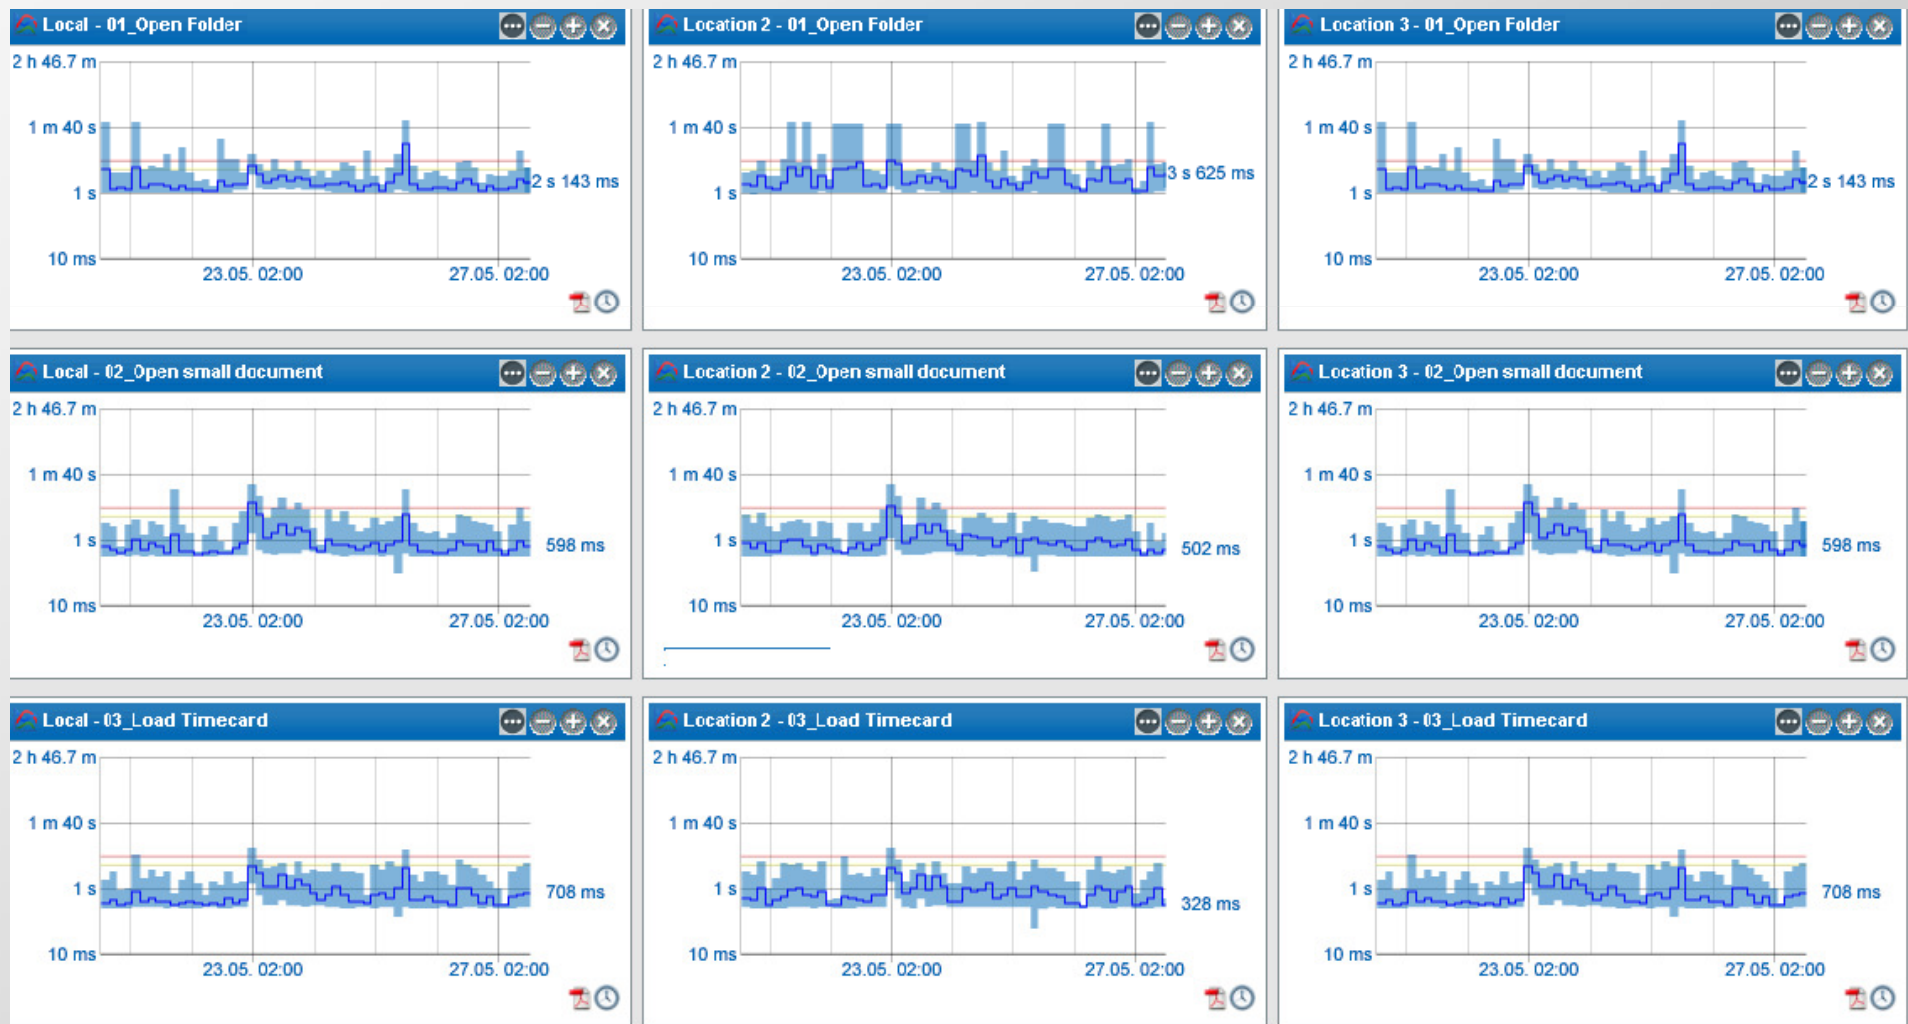 Local - 01_Open Folder
2 h 46.7 m
1 m 40 s
1 s
10 ms
2 s 143 ms
23.05. 02:00
27.05. 02:00
Location 2 - 01_Open Folder
2 h 46.7 m
1 m 40 s
1 s
10 ms
3 s 625 ms
23.05. 02:00
27.05. 02:00
Location 3 - 01_Open Folder
2 h 46.7 m
1 m 40 s
1 s
10 ms
2 s 143 ms
23.05. 02:00
27.05. 02:00
Local - 02_Open small document
2 h 46.7 m
1 m 40 s
1 s
10 ms
598 ms
23.05. 02:00
27.05. 02:00
Location 2 - 02_Open small document
2 h 46.7 m
1 m 40 s
1 s
10 ms
502 ms
23.05. 02:00
27.05. 02:00
Location 3 - 02_Open small document
2 h 46.7 m
1 m 40 s
1 s
10 ms
598 ms
23.05. 02:00
27.05. 02:00
Local - 03_Load Timecard
2 h 46.7 m
1 m 40 s
1 s
10 ms
708 ms
23.05. 02:00
27.05. 02:00
Location 2 - 03_Load Timecard
2 h 46.7 m
1 m 40 s
1 s
10 ms
328 ms
23.05. 02:00
27.05. 02:00
Location 3 - 03_Load Timecard
2 h 46.7 m
1 m 40 s
1 s
10 ms
708 ms
23.05. 02:00
27.05. 02:00